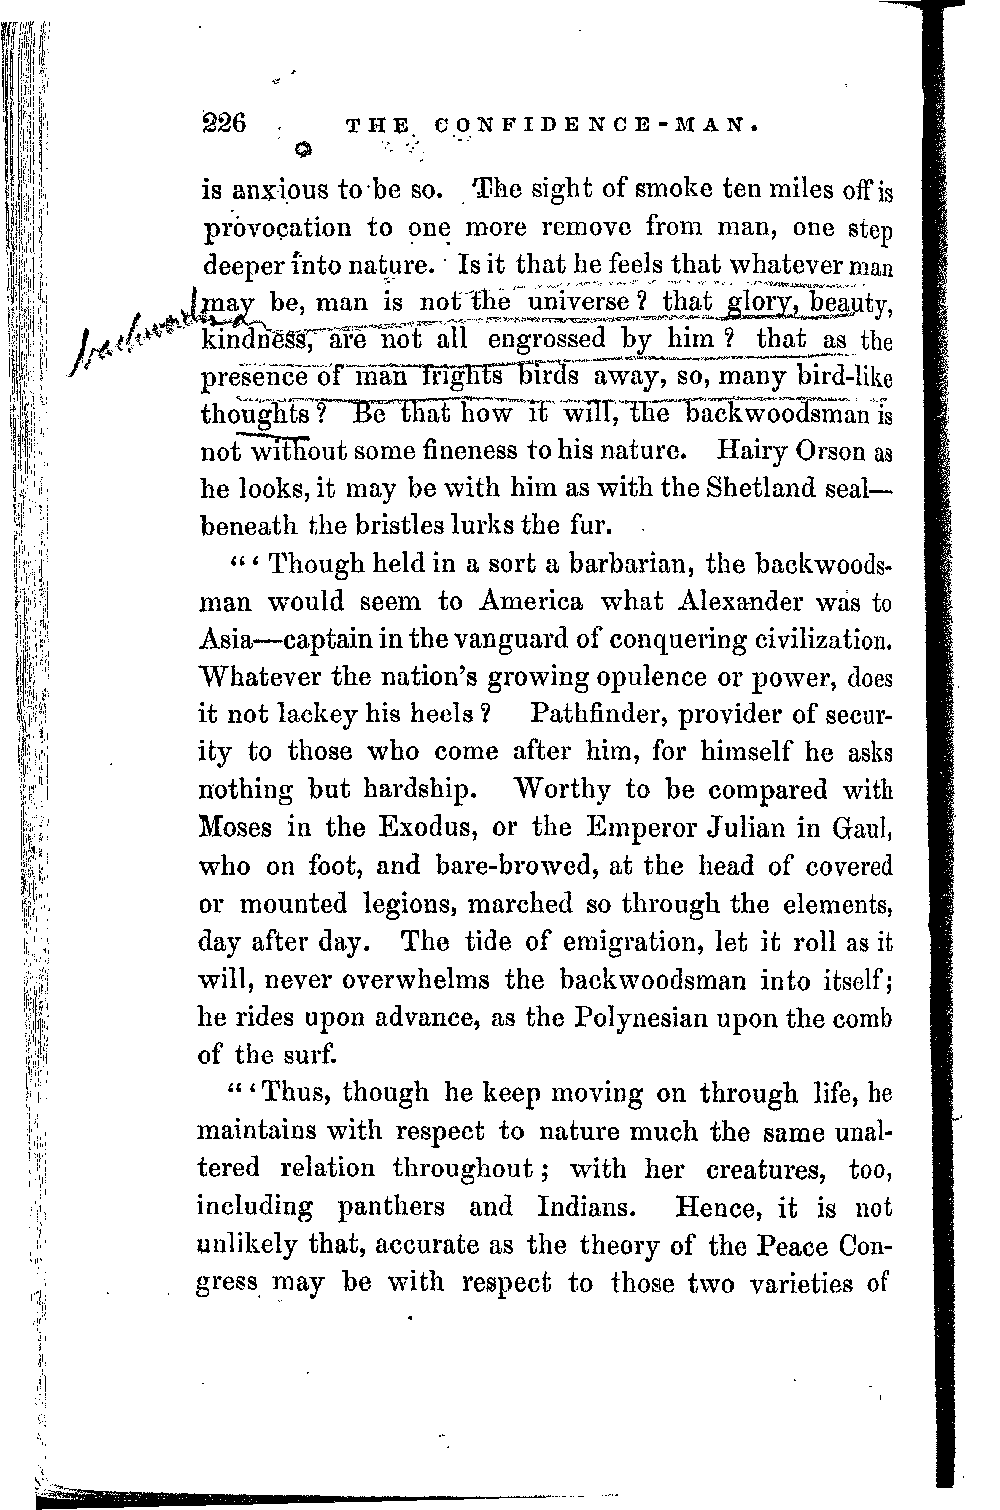 226 THE CONFIDENCE-MAN.
is anxious to be so. The sight of smoke ten miles off is
provocation to one more remove from man, one step
deeper into nature. Is it that he feels that whatever man
may be, man is not the universe? that glory, beauty,
kindness, are not all engrossed by him? that as the
presence of man frights birds away, so, many bird-like
thoughts? Be that how it will, the backwoodsman is
not without some fineness to his nature. Hairy Orson as
he looks, it may be with him as with the Shetland seal—
beneath the bristles lurks the fur.
"'Though held in a sort a barbarian, the backwoods-
man would seem to America what Alexander was to
Asia—captain in the vanguard of conquering civilization.
Whatever the nation's growing opulence or power, does
it not lackey his heels? Pathfinder, provider of secur-
ity to those who come after him, for himself he asks
nothing but hardship. Worthy to be compared with
Moses in the Exodus, or the Emperor Julian in Gaul,
who on foot, and bare-browed, at the head of covered
or mounted legions, marched so through the elements,
day after day. The tide of emigration, let it roll as it
will, never overwhelms the backwoodsman into itself;
he rides upon advance, as the Polynesian upon the comb
of the surf.
"'Thus, though he keep moving on through life, he
maintains with respect to nature much the same unal-
tered relation throughout; with her creatures, too,
including panthers and Indians. Hence, it is not
unlikely that, accurate as the theory of the Peace Con-
gress may be with respect to those two varieties of